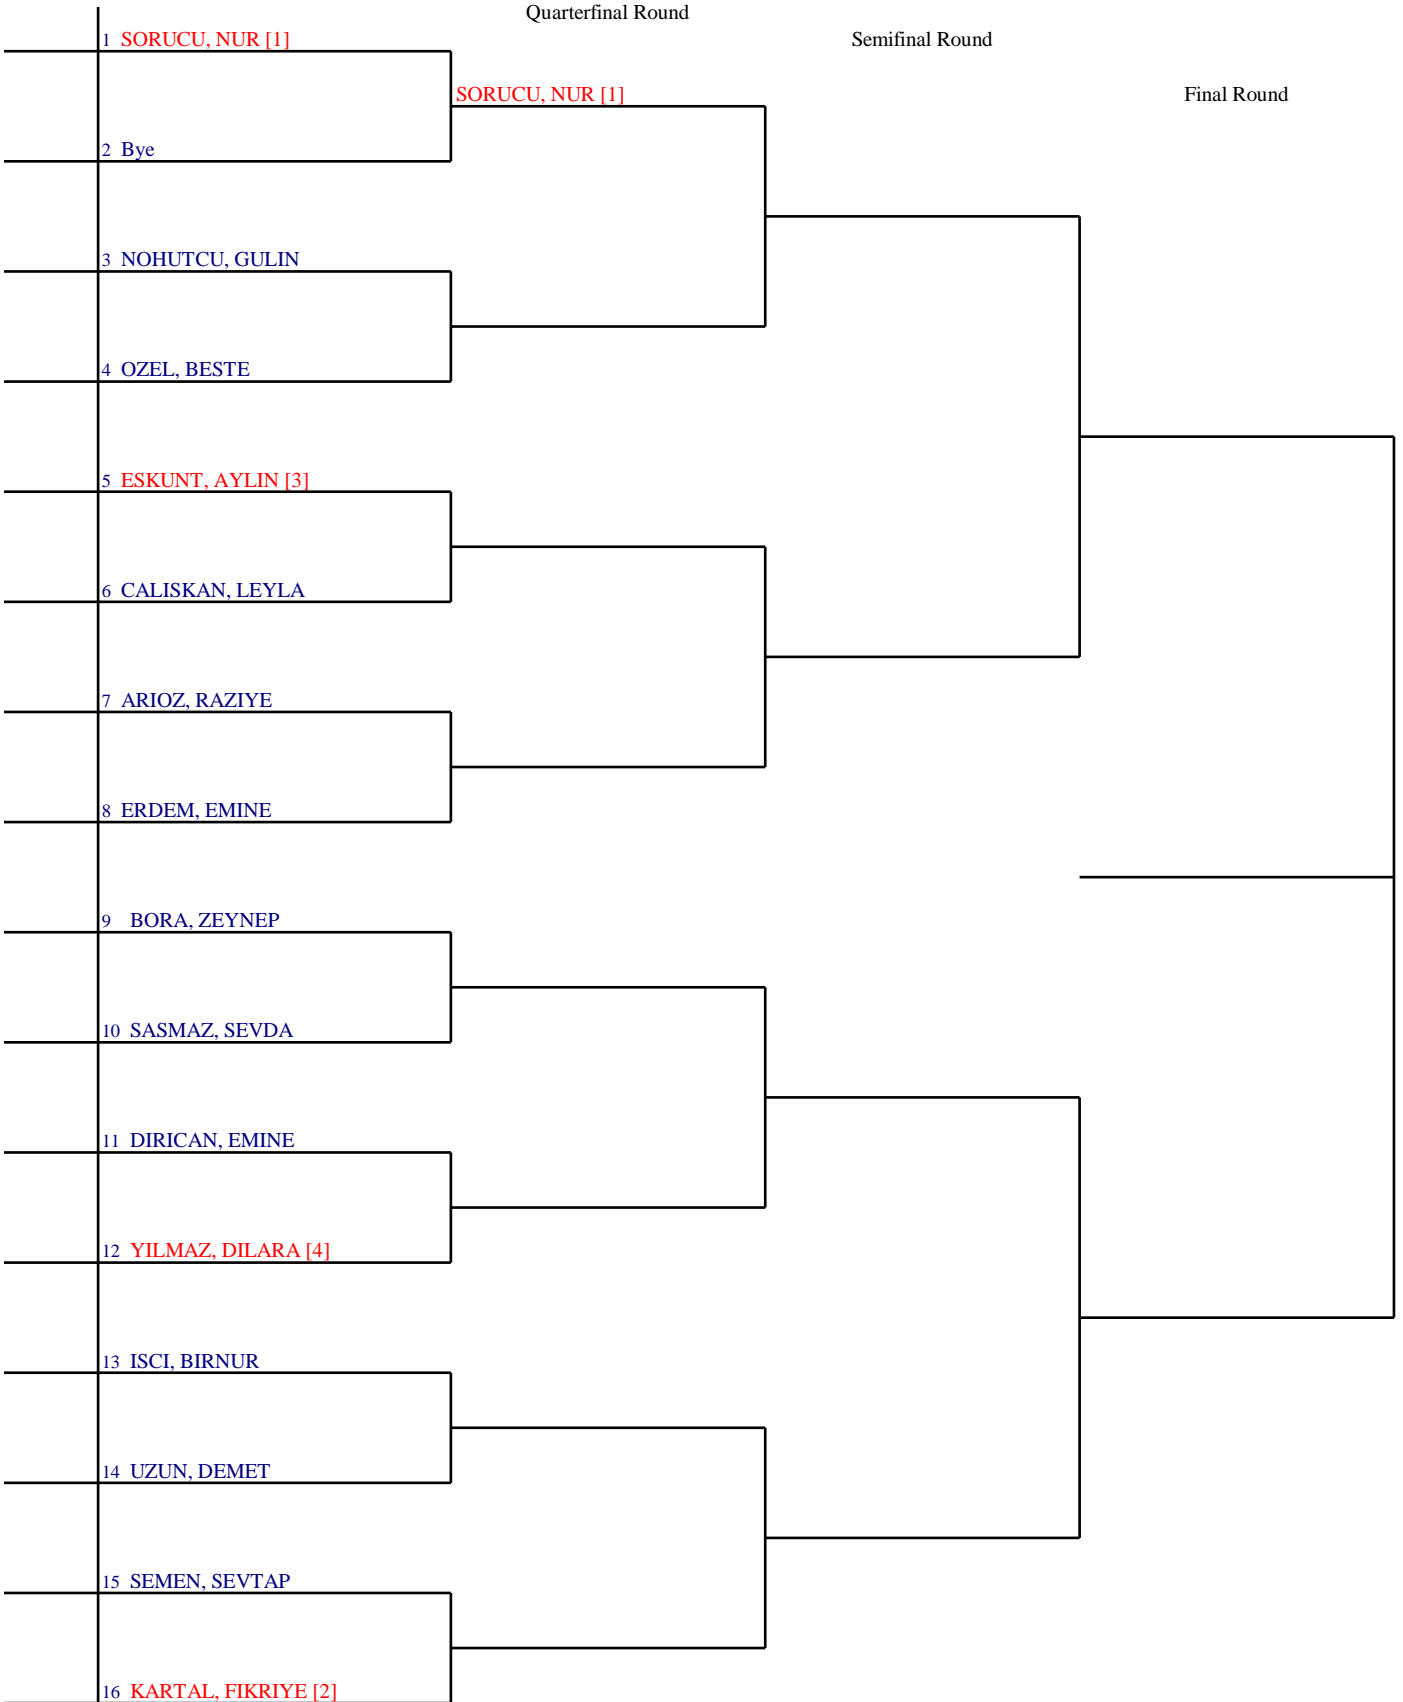 Quarterfinal Round
1 SORUCU, NUR [1]
Semifinal Round
SORUCU, NUR [1]
Final Round
2 Bye
3 NOHUTCU, GULIN
4 OZEL, BESTE
5 ESKUNT, AYLIN [3]
6 CALISKAN, LEYLA
7 ARIOZ, RAZIYE
8 ERDEM, EMINE
9 BORA, ZEYNEP
10 SASMAZ, SEVDA
11 DIRICAN, EMINE
12 YILMAZ, DILARA [4]
13 ISCI, BIRNUR
14 UZUN, DEMET
15 SEMEN, SEVTAP
16 KARTAL, FIKRIYE [2]